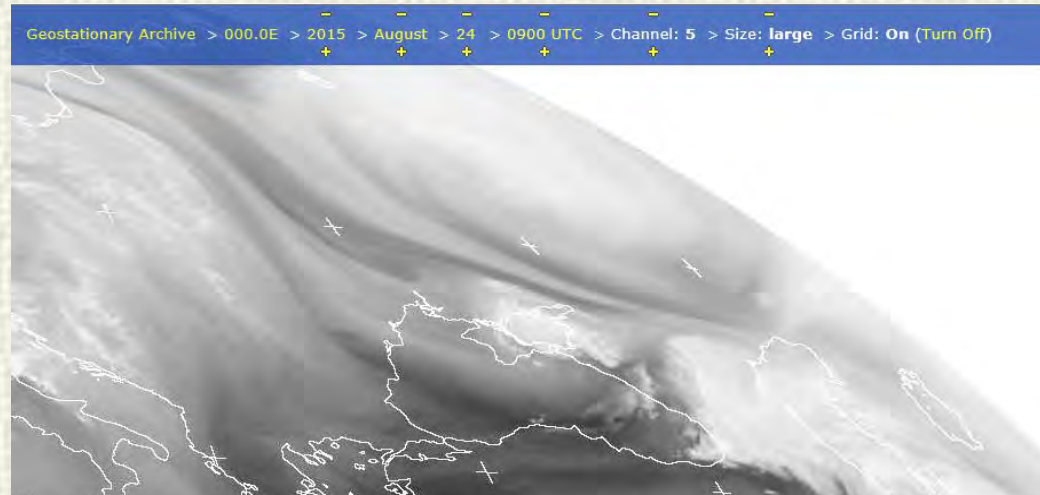 Geostationary Archive > 000.0E > 2015 > August > 24 > 0900 UTC > Channel: 5 > Size: large > Grid: On (Turn Off)